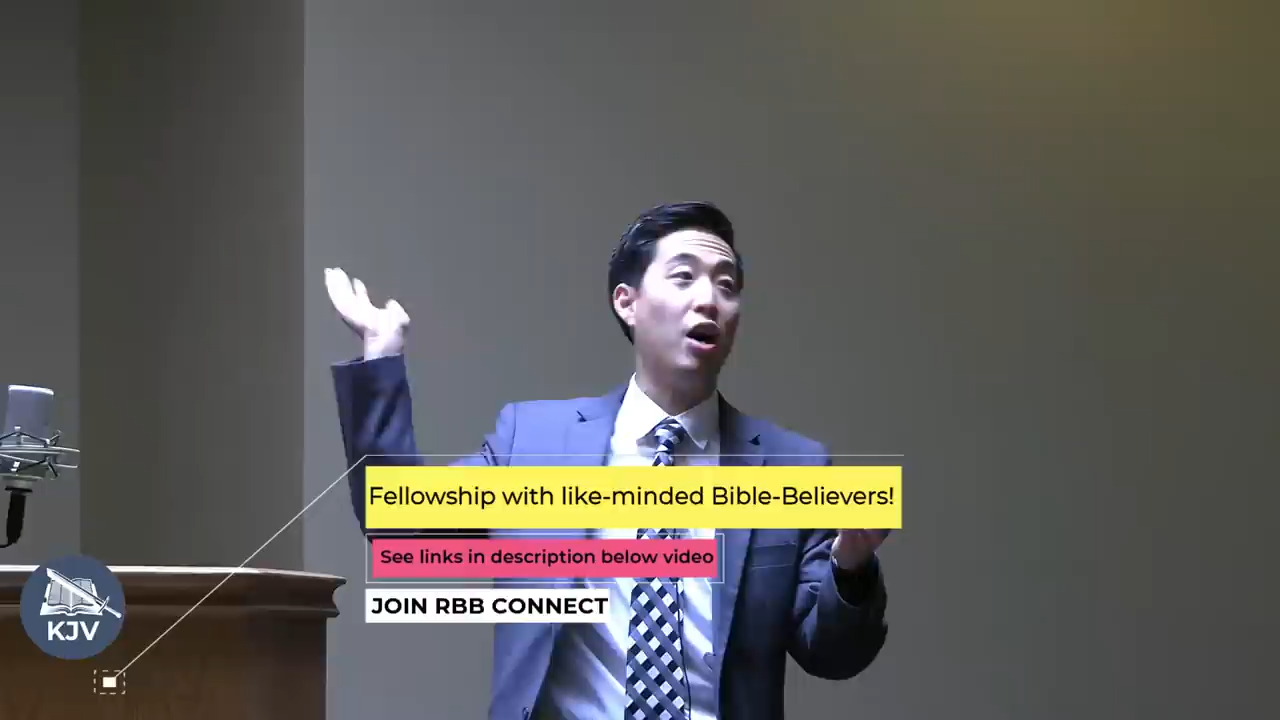 Fellowship with like-minded Bible-Believers!
See links in description below video
JOIN RBB CONNECT
KJV